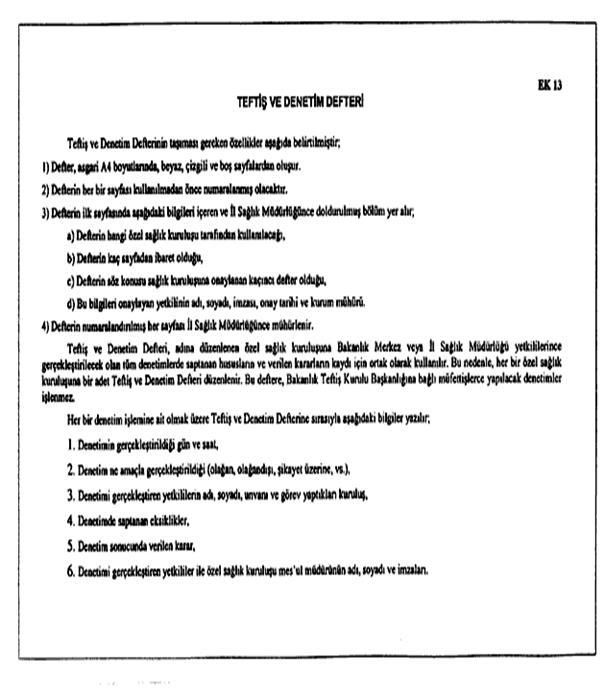 EK 13
TEFTİŞ VE DENETİM DEFTERİ
Teftiş ve Denetim Defterinin taşıması gereken özellikler aşağıda belirtilmiştir;
1) Defter, asgari A4 boyutlarında, beyaz, çizgili ve boş sayfalardan oluşur.
2) Defterin her bir sayfası kullanılmadan önce numaralanmış olacaktır.
3) Defterin ilk sayfasında aşağıdaki bilgileri içeren ve İl Sağlık Müdürlüğünce doldurulmuş bölüm yer alır;
a) Defterin hangi özel sağlık kuruluşu tarafından kullanılacağı,
b) Defterin kaç sayfadan ibaret olduğu,
c) Defterin söz konusu sağlık kuruluşuna onaylanan kaçıncı defter olduğu,
d) Bu bilgileri onaylayan yetkilinin adı, soyadı, imzası, onay tarihi ve kurum mühürü.
4) Defterin numaralandırılmış her sayfası İl Sağlık Müdürlüğünce mühürlenir.
Teftiş ve Denetim Defteri, adına düzenlenen özel sağlık kuruluşuna Bakanlık Merkez veya İl Sağlık Müdürlüğü yetkililerince
gerçekleştirilecek olan tüm denetimlerde saptanan hususların ve verilen kararların kaydı için ortak olarak kullanılır. Bu nedenle, her bir özel sağlık
kuruluşuna bir adet Teftiş ve Denetim Defteri düzenlenir. Bu deftere, Bakanlık Teftiş Kurulu Başkanlığına bağlı müfettişlerce yapılacak denetimler
işlenmez.
Her bir denetim işlemine ait olmak üzere Teftiş ve Denetim Defterine sırasıyla aşağıdaki bilgiler yazılır;
1. Denetimin gerçekleştirildiği gün ve saat,
2. Denetim ne amaçla gerçekleştirildiği (olağan, olağandışı, şikayet üzerine, vs.),
3. Denetimi gerçekleştiren yetkililerin adı, soyadı, unvanı ve görev yaptıkları kuruluş,
4. Denetimde saptanan eksiklikler,
5. Denetim sonucunda verilen karar,
6. Denetimi gerçekleştiren yetkililer ile özel sağlık kuruluşu mes'ul müdürünün adı, soyadı ve imzaları.